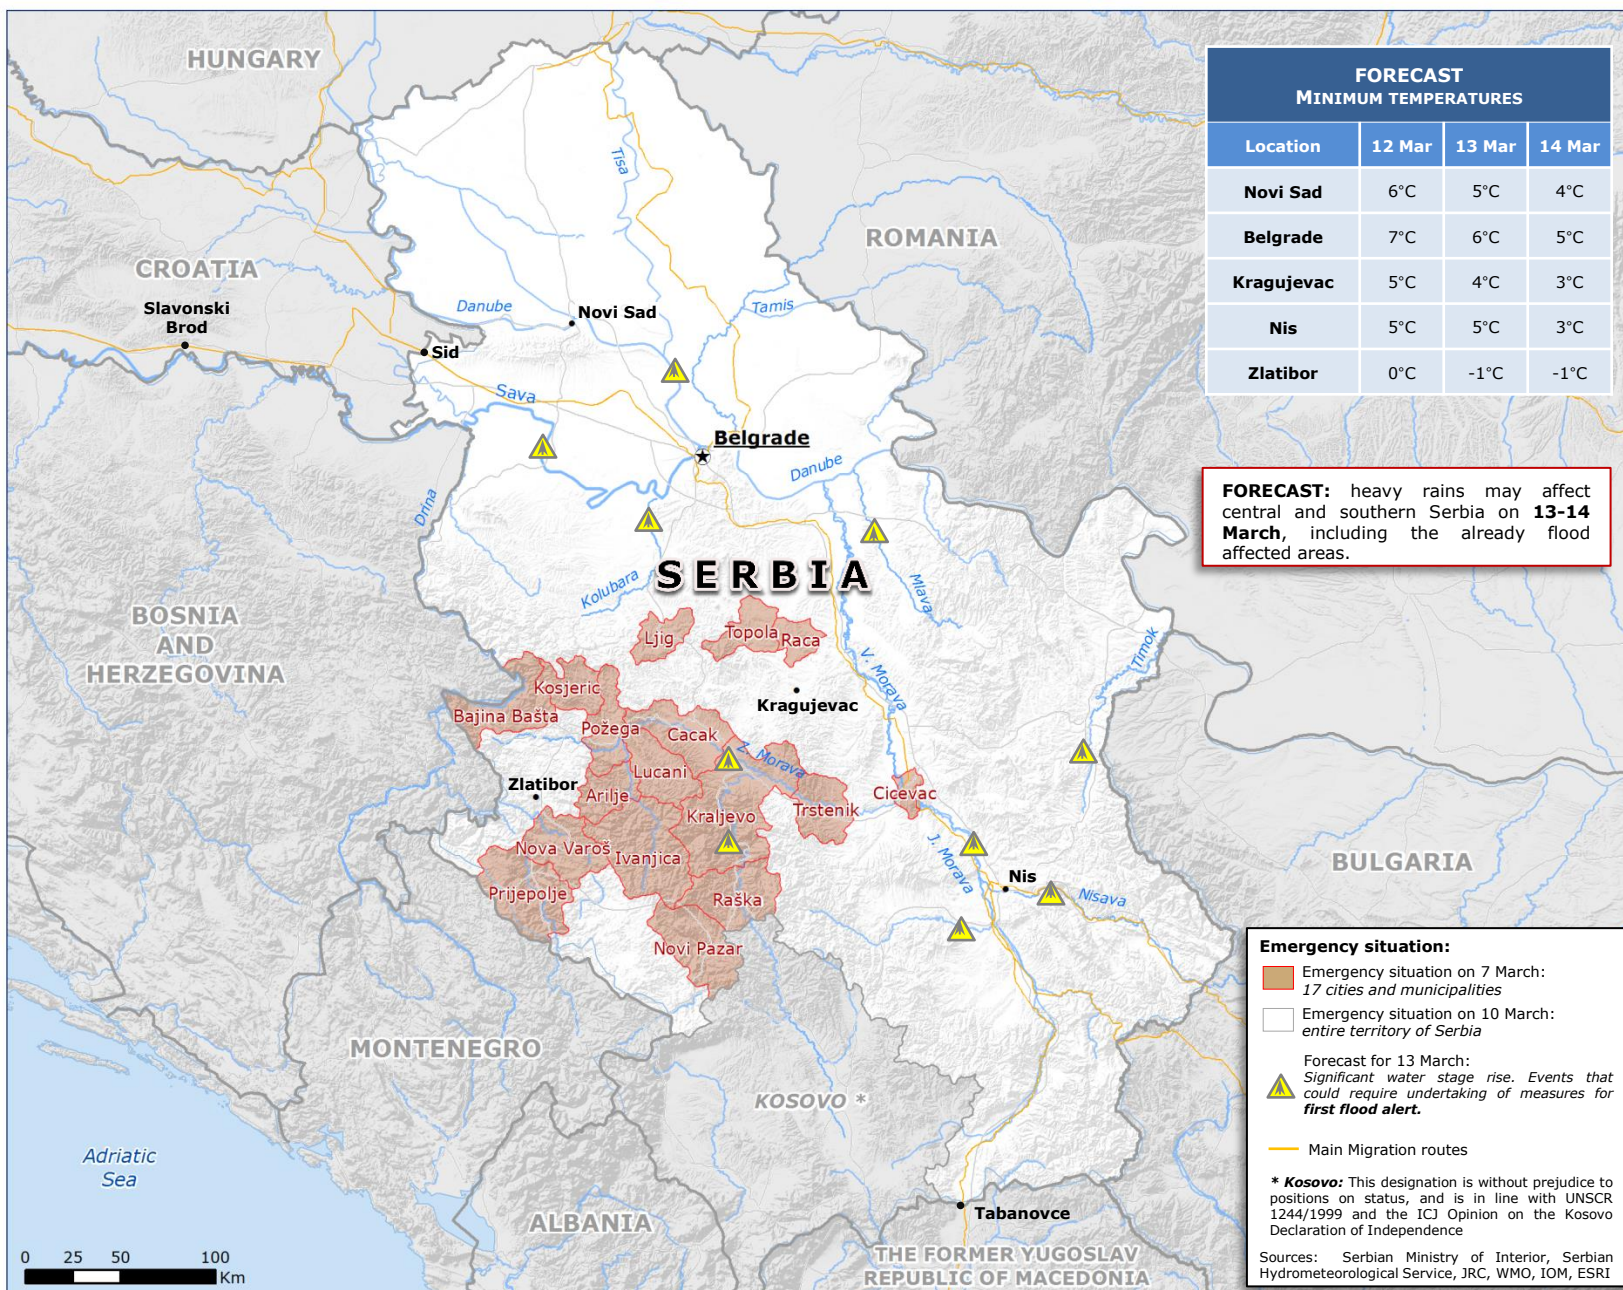 HUNGARY
ROMANIA
CROATIA
Slavonski
Brod
Sid
Tisa
Danube
Novi Sad
Tamis
Sava
Belgrade
Danube
Drina
SERBIA
Kolubara
Mlava
BOSNIA
AND
HERZEGOVINA
Ljig
Topola
Raca
Timok
V. Morava
Kosjeric
Bajina Bašta
Kragujevac
Požega
Cacak
Z. Morava
Lucani
Zlatibor
Arilje
Cicevac
Trstenik
Kraljevo
Nova Varoš
Ivanjica
J. Morava
BULGARIA
Nis
Nisava
Prijepolje
Raška
Novi Pazar
MONTENEGRO
KOSOVO *
Adriatic
Sea
ALBANIA
Tabanovce
THE FORMER YUGOSLAV
REPUBLIC OF MACEDONIA
0 25 50 100
Km
FORECAST
MINIMUM TEMPERATURES
Location 12 Mar 13 Mar 14 Mar
Novi Sad 6°C 5°C 4°C
Belgrade 7°C 6°C 5°C
Kragujevac 5°C 4°C 3°C
Nis 5°C 5°C 3°C
Zlatibor 0°C -1°C -1°C
FORECAST: heavy rains may affect
central and southern Serbia on 13-14
March, including the already flood
affected areas.
Emergency situation:
Emergency situation on 7 March:
17 cities and municipalities
Emergency situation on 10 March:
entire territory of Serbia
Forecast for 13 March:
Significant water stage rise. Events that
could require undertaking of measures for
first flood alert.
Main Migration routes
* Kosovo: This designation is without prejudice to
positions on status, and is in line with UNSCR
1244/1999 and the ICJ Opinion on the Kosovo
Declaration of Independence
Sources: Serbian Ministry of Interior, Serbian
Hydrometeorological Service, JRC, WMO, IOM, ESRI